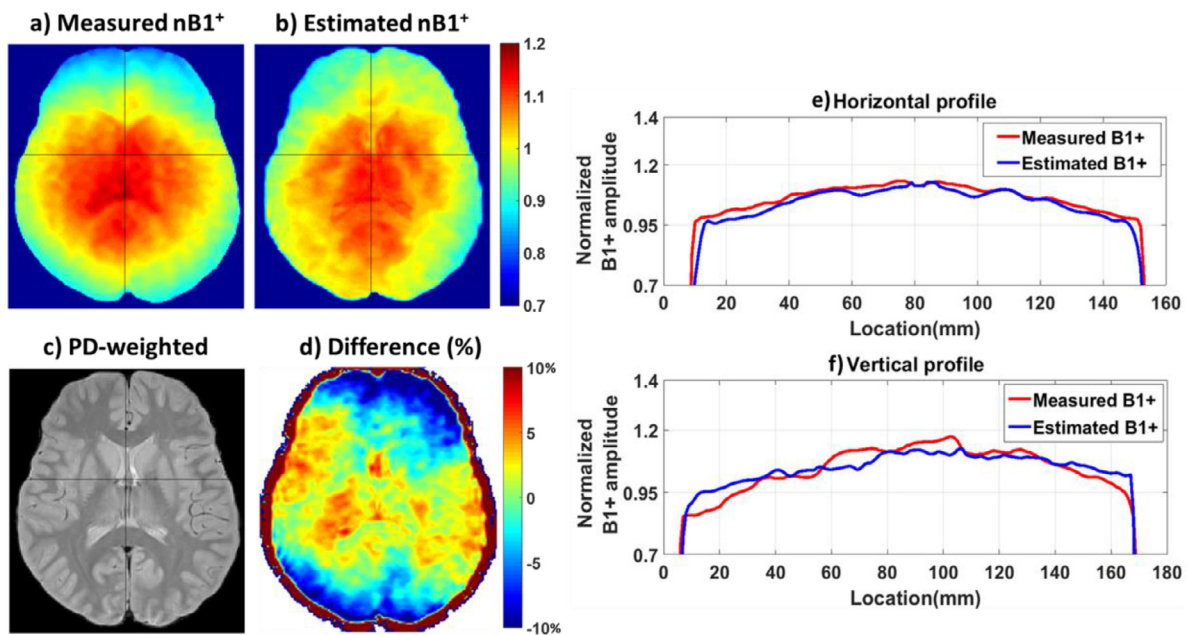 a) Measured nB1⁺
b) Estimated nB1⁺
1.2
1.1
1
0.9
0.8
0.7
c) PD-weighted
d) Difference (%)
10%
5
0
-5
-10%
e) Horizontal profile
Normalized
B1+ amplitude
1.4
1.2
0.95
0.7
Measured B1+
Estimated B1+
0 20 40 60 80 100 120 140 160
Location(mm)
f) Vertical profile
Normalized
B1+ amplitude
1.4
1.2
0.95
0.7
Measured B1+
Estimated B1+
0 20 40 60 80 100 120 140 160 180
Location(mm)